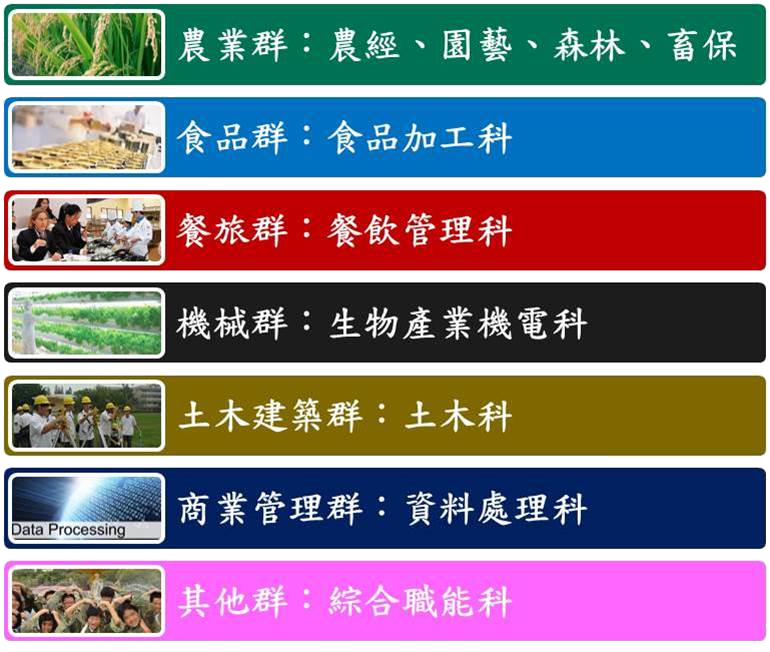 農業群：農經、園藝、森林、畜保
食品群：食品加工科
餐旅群：餐飲管理科
機械群：生物產業機電科
土木建築群：土木科
Data Processing
商業管理群：資料處理科
其他群：綜合職能科